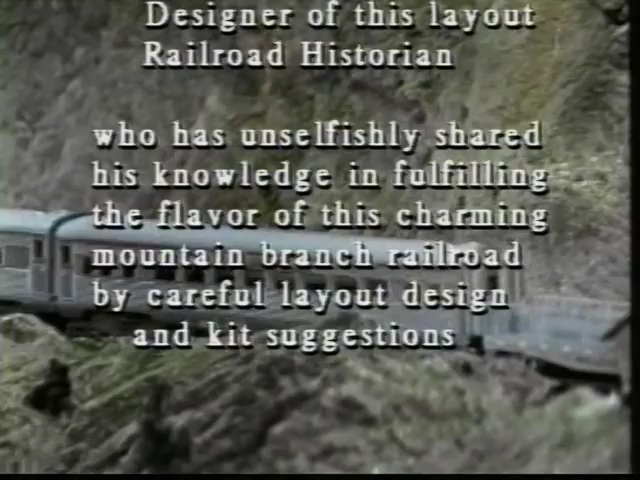 Designer of this layout
Railroad Historian
who has unselfishly shared
his knowledge in fulfilling
the flavor of this charming
mountain branch railroad
by careful layout design
and kit suggestions